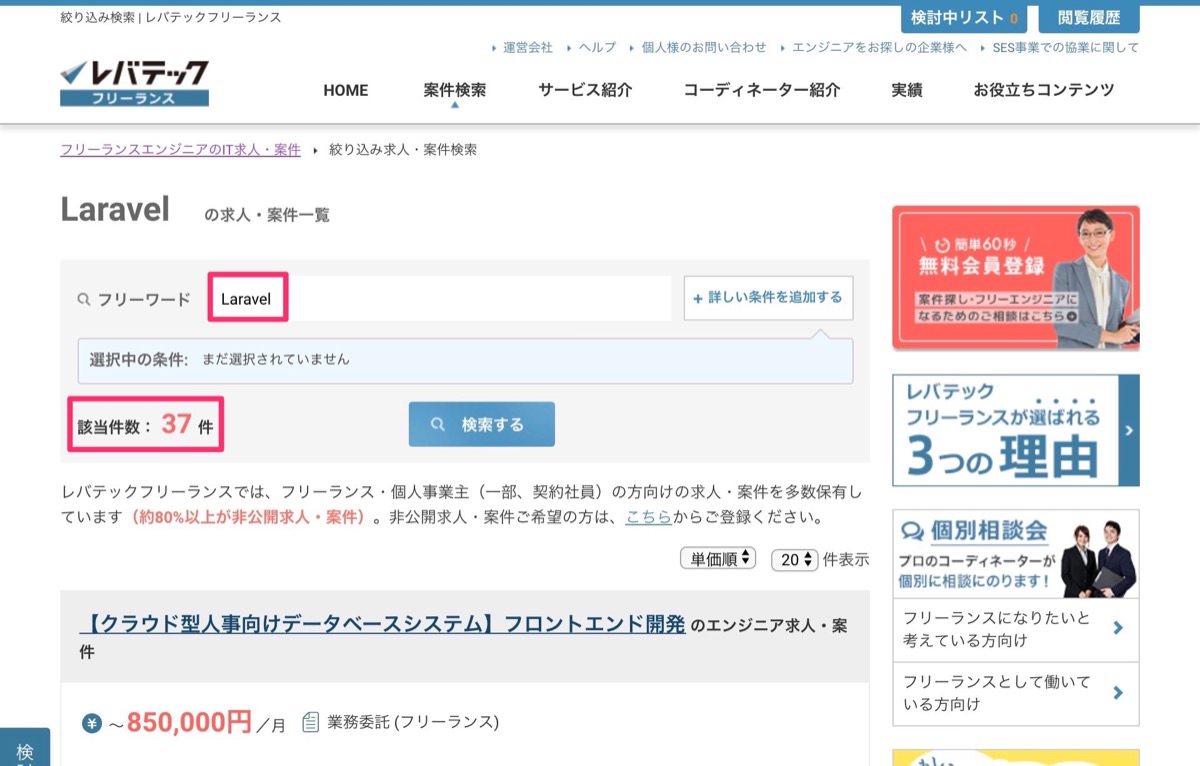 絞り込み検索 | レバテックフリーランス
検討中リスト 0
閲覧履歴
運営会社
ヘルプ
個人様のお問い合わせ
エンジニアをお探しの企業様へ
SES事業での協業に関して
レバテック
フリーランス
HOME
案件検索
サービス紹介
コーディネーター紹介
実績
お役立ちコンテンツ
フリーランスエンジニアのIT求人・案件
絞り込み求人・案件検索
Laravel の求人・案件一覧
フリーワード
Laravel
+ 詳しい条件を追加する
選択中の条件: まだ選択されていません
該当件数： 37 件
検索する
レバテックフリーランスでは、フリーランス・個人事業主（一部、契約社員）の方向けの求人・案件を多数保有し
ています（約80%以上が非公開求人・案件）。非公開求人・案件ご希望の方は、こちらからご登録ください。
単価順
20
件表示
【クラウド型人事向けデータベースシステム】フロントエンド開発 のエンジニア求人・案
件
¥ ～850,000円／月
業務委託 (フリーランス)
検
簡単60秒
無料会員登録
案件探し・フリーエンジニアに
なるためのご相談はこちら
レバテック
フリーランスが選ばれる
3つの理由
個別相談会
プロのコーディネーターが
個別に相談にのります！
フリーランスになりたいと
考えている方向け
フリーランスとして働いて
いる方向け